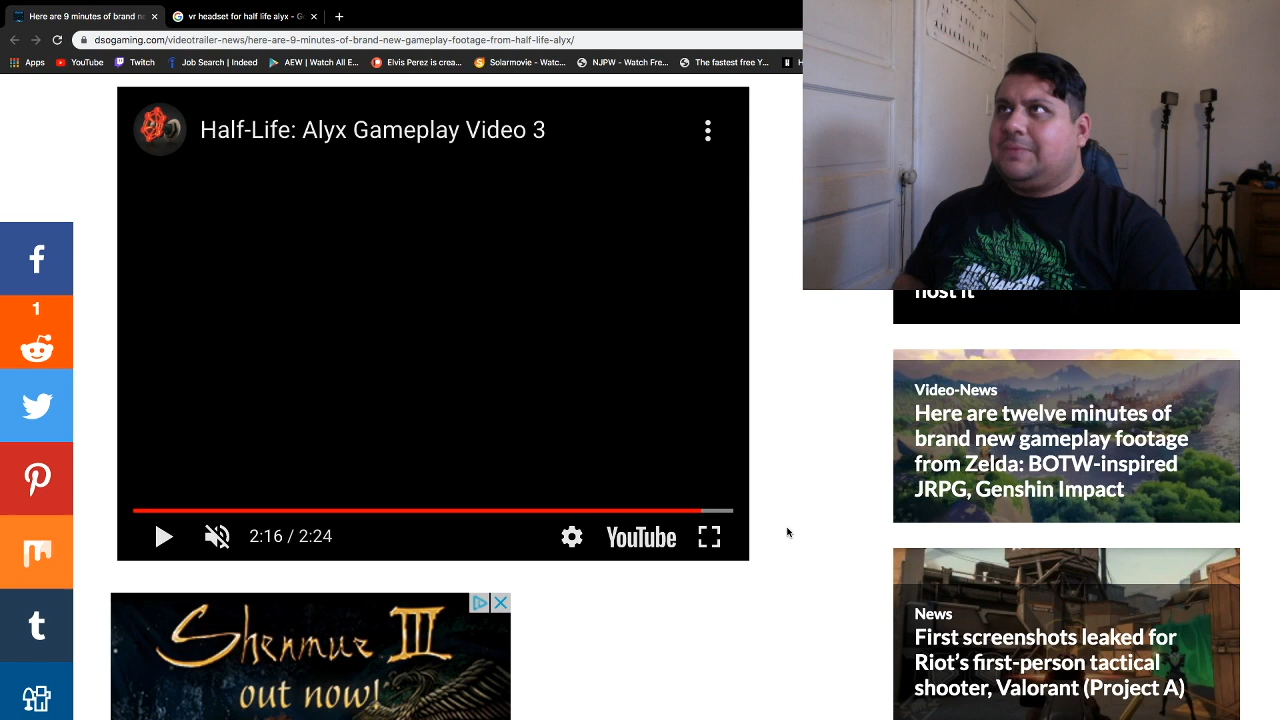 Here are 9 minutes of brand n
vr headset for half life alyx - G
dsogaming.com/videotrailer-news/here-are-9-minutes-of-brand-new-gameplay-footage-from-half-life-alyx/
Apps YouTube Twitch Job Search | Indeed AEW | Watch All E... Elvis Perez is crea... Solarmovie - Watc... NJPW - Watch Fre... The fastest free Y... H
Half-Life: Alyx Gameplay Video 3
1
2:16 / 2:24
YouTube
host it
Video-News
Here are twelve minutes of
brand new gameplay footage
from Zelda: BOTW-inspired
JRPG, Genshin Impact
News
First screenshots leaked for
Riot's first-person tactical
shooter, Valorant (Project A)
Shenmue III
out now!